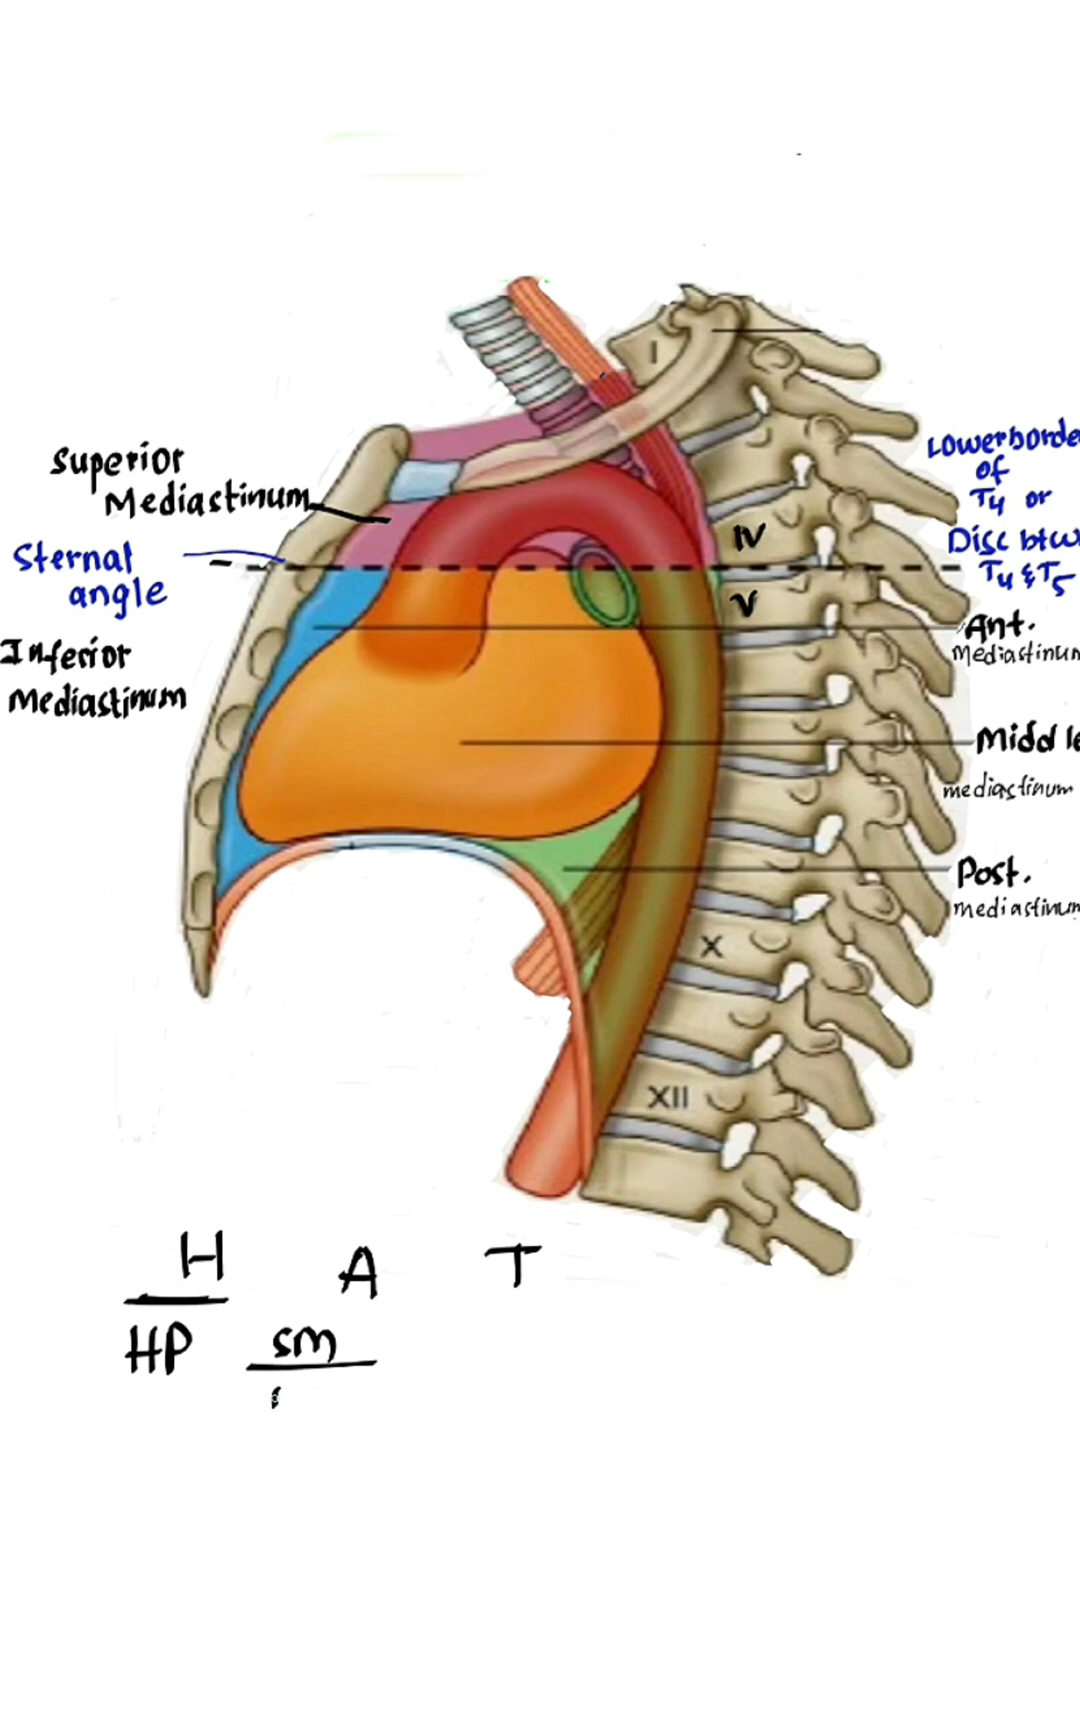 I
Superior
Mediastinum
Lowerborde
of
T4 or
Disc btw
T4 & T5
Sternal
angle
IV
V
Ant.
Mediastinum
Inferior
Mediastinum
Middle
mediastinum
Post.
mediastinum
X
XII
H A T
HP SM